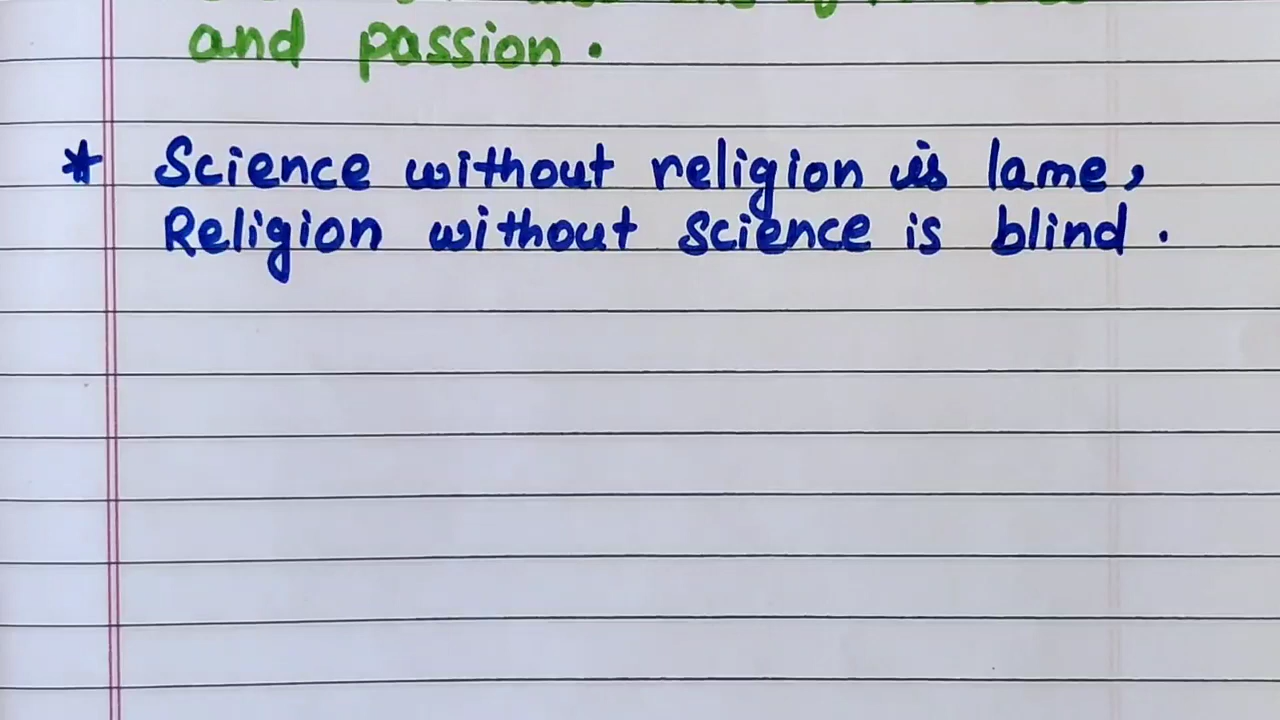 and passion.
* Science without religion is lame,
Religion without science is blind.